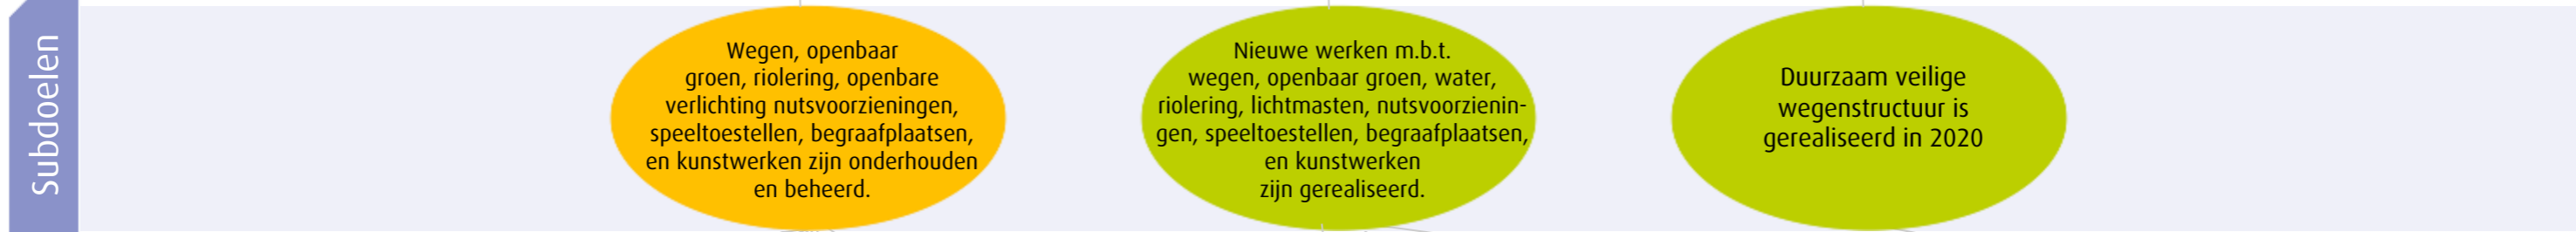 Subdoelen
Wegen, openbaar
groen, riolering, openbare
verlichting nutsvoorzieningen,
speeltoestellen, begraafplaatsen,
en kunstwerken zijn onderhouden
en beheerd.
Nieuwe werken m.b.t.
wegen, openbaar groen, water,
riolering, lichtmasten, nutsvoorzienin-
gen, speeltoestellen, begraafplaatsen,
en kunstwerken
zijn gerealiseerd.
Duurzaam veilige
wegenstructuur is
gerealiseerd in 2020